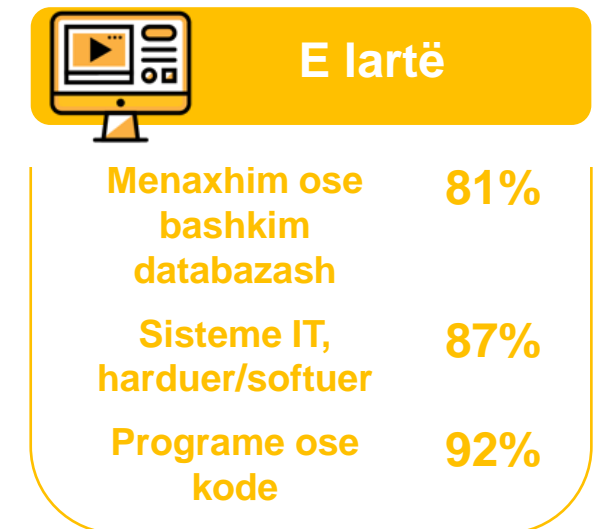 E lartë
Menaxhim ose 81%
bashkim
databazash
Sisteme IT, 87%
harduer/softuer
Programe ose 92%
kode